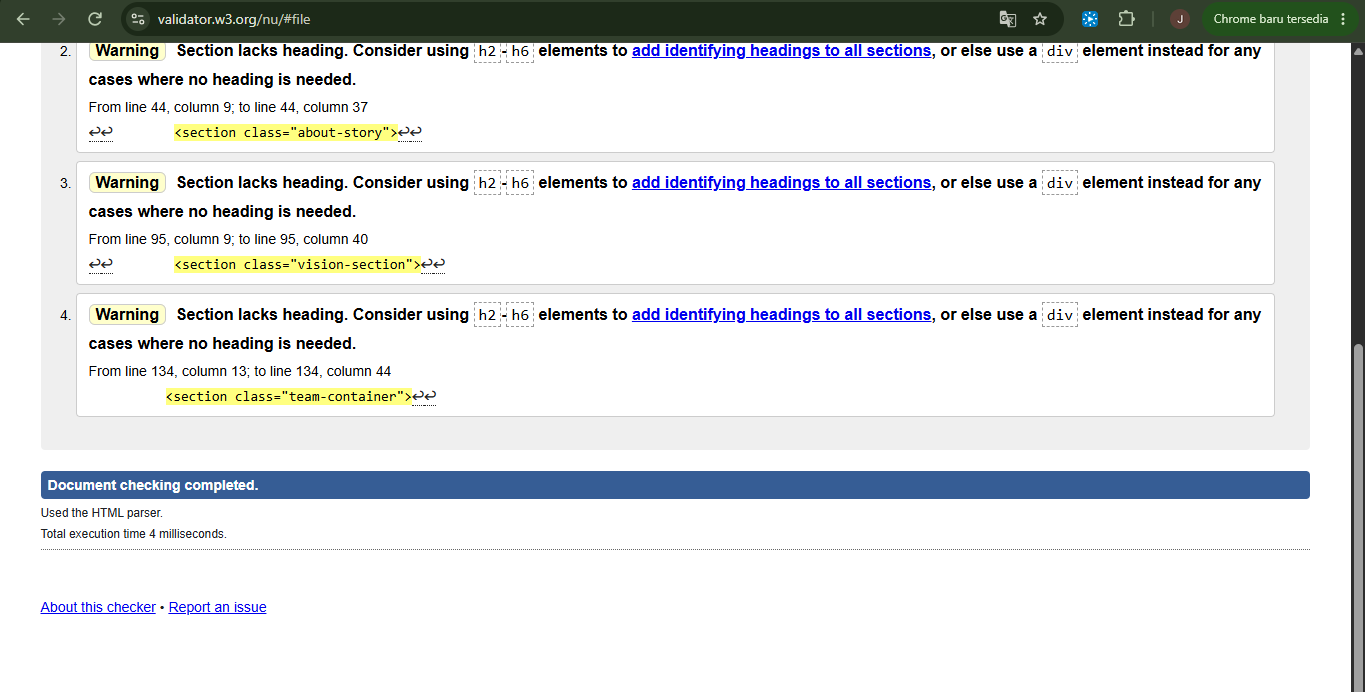 validator.w3.org/nu/#file
J
Chrome baru tersedia
2. Warning Section lacks heading. Consider using h2-h6 elements to add identifying headings to all sections, or else use a div element instead for any
cases where no heading is needed.
From line 44, column 9; to line 44, column 37
↩↩ <section class="about-story">↩↩
3. Warning Section lacks heading. Consider using h2-h6 elements to add identifying headings to all sections, or else use a div element instead for any
cases where no heading is needed.
From line 95, column 9; to line 95, column 40
↩↩ <section class="vision-section">↩↩
4. Warning Section lacks heading. Consider using h2-h6 elements to add identifying headings to all sections, or else use a div element instead for any
cases where no heading is needed.
From line 134, column 13; to line 134, column 44
<section class="team-container">↩↩
Document checking completed.
Used the HTML parser.
Total execution time 4 milliseconds.
About this checker • Report an issue